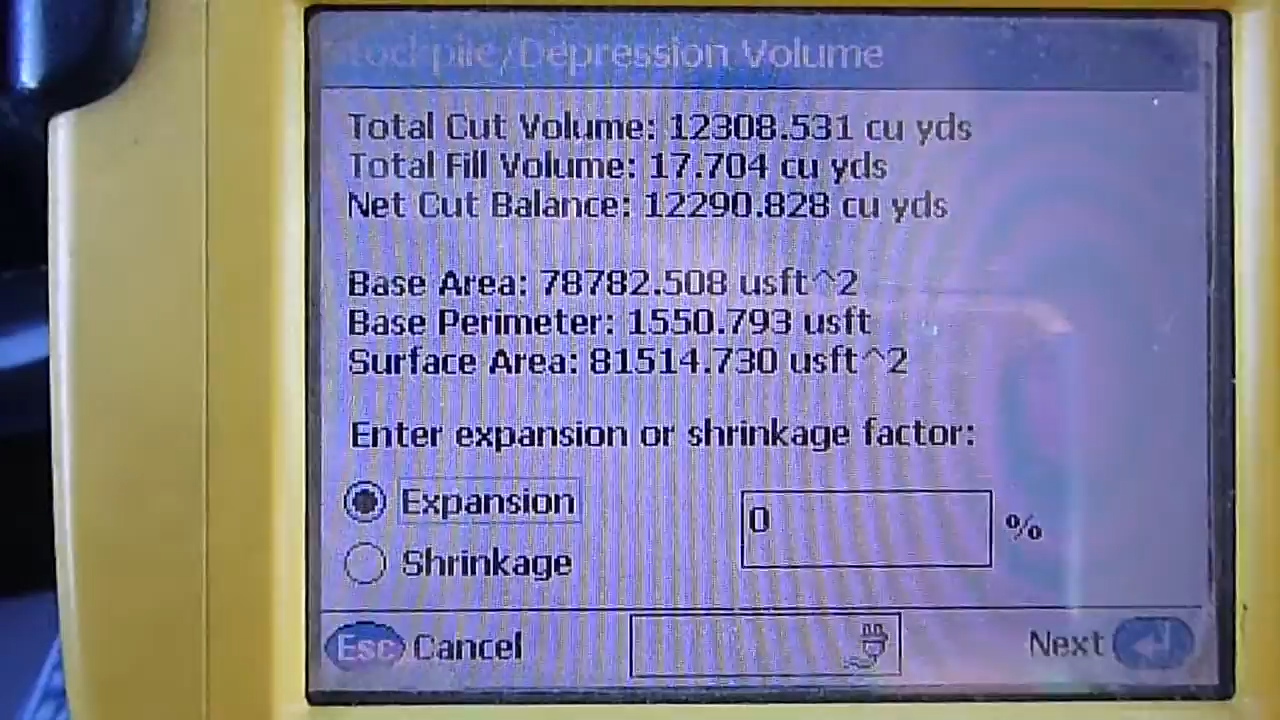 Stockpile/Depression Volume
Total Cut Volume: 12308.531 cu yds
Total Fill Volume: 17.704 cu yds
Net Cut Balance: 12290.828 cu yds
Base Area: 78782.508 usft^2
Base Perimeter: 1550.793 usft
Surface Area: 81514.730 usft^2
Enter expansion or shrinkage factor:
Expansion
0 %
Shrinkage
Esc Cancel Next